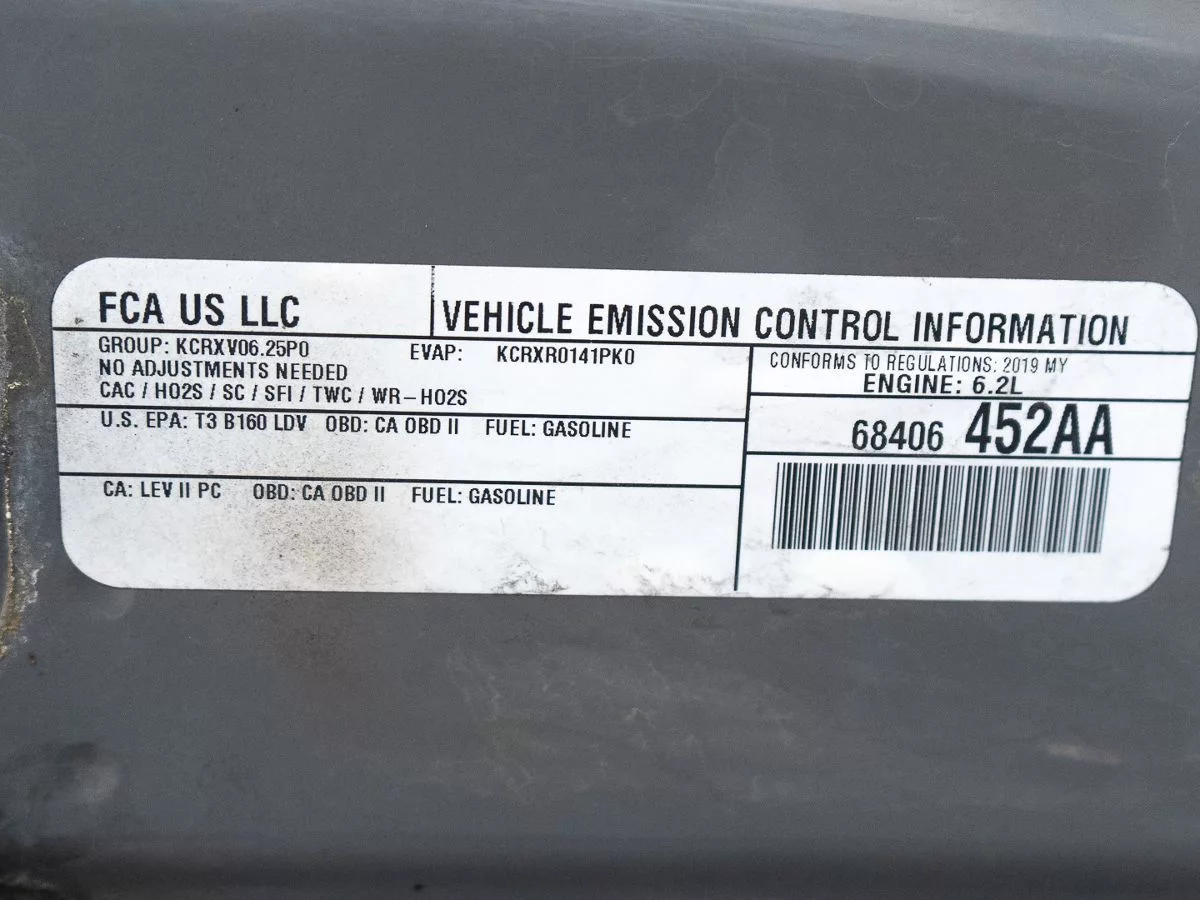 FCA US LLC
VEHICLE EMISSION CONTROL INFORMATION
GROUP: KCRXV06.25P0 EVAP: KCRXR0141PK0
NO ADJUSTMENTS NEEDED
CAC / HO2S / SC / SFI / TWC / WR-HO2S
CONFORMS TO REGULATIONS: 2019 MY
ENGINE: 6.2L
U.S. EPA: T3 B160 LDV OBD: CA OBD II FUEL: GASOLINE
68406 452AA
CA: LEV II PC OBD: CA OBD II FUEL: GASOLINE